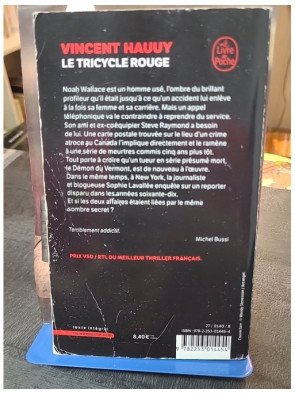 VINCENT HAUUY
LE TRICYCLE ROUGE
Le Livre
de Poche
Noah Wallace est un homme usé, l'ombre du brillant
profileur qu'il était jusqu'à ce qu'un accident lui enlève
à la fois sa femme et sa carrière. Mais un appel
téléphonique va le contraindre à reprendre du service.
Son ami et ex-coéquipier Steve Raymond a besoin
de lui. Une carte postale trouvée sur le lieu d'un crime
atroce au Canada l'implique directement et le ramène
à une série de meurtres commis cinq ans plus tôt.
Tout porte à croire qu'un tueur en série présumé mort,
le Démon du Vermont, est de nouveau à l'œuvre.
Dans le même temps, à New York, la journaliste
et blogueuse Sophie Lavallée enquête sur un reporter
disparu dans les années soixante-dix.
Et si les deux affaires étaient liées par le même
sombre secret ?
Terriblement addictif.
Michel Bussi
PRIX VSD / RTL DU MEILLEUR THRILLER FRANÇAIS.
texte intégral
8,40 €